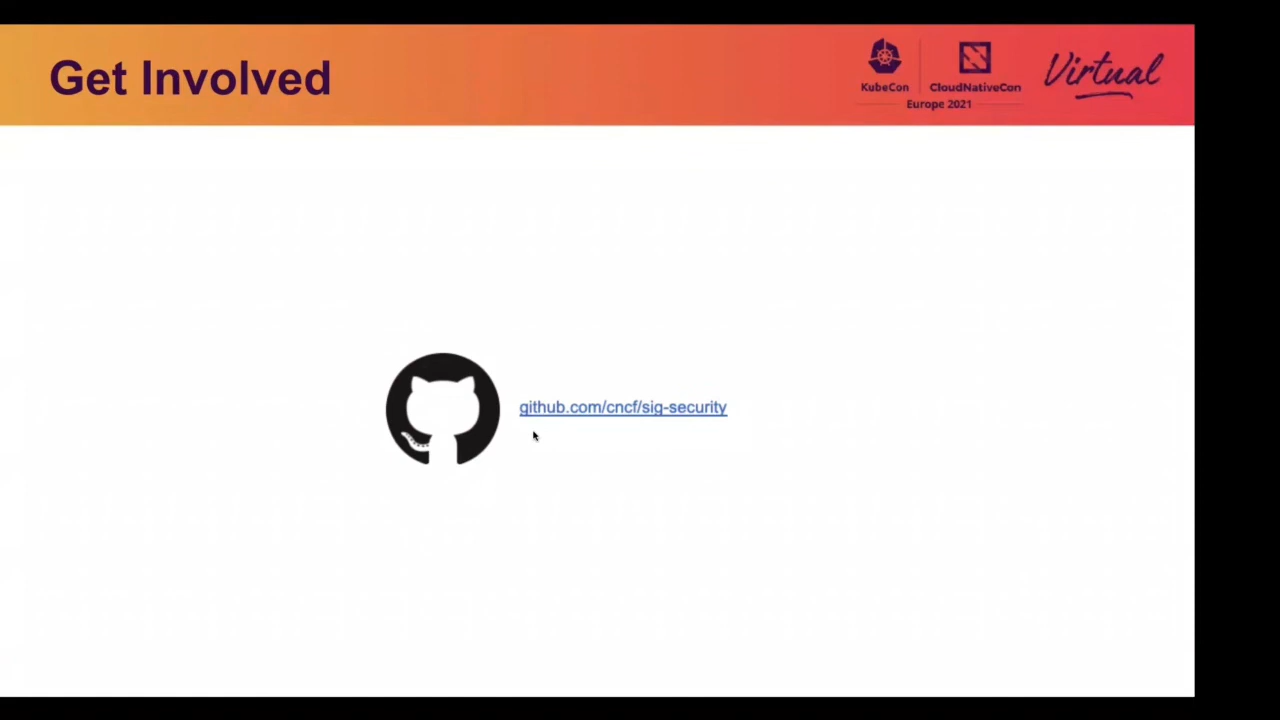 Get Involved
KubeCon
CloudNativeCon
Europe 2021
Virtual
github.com/cncf/sig-security